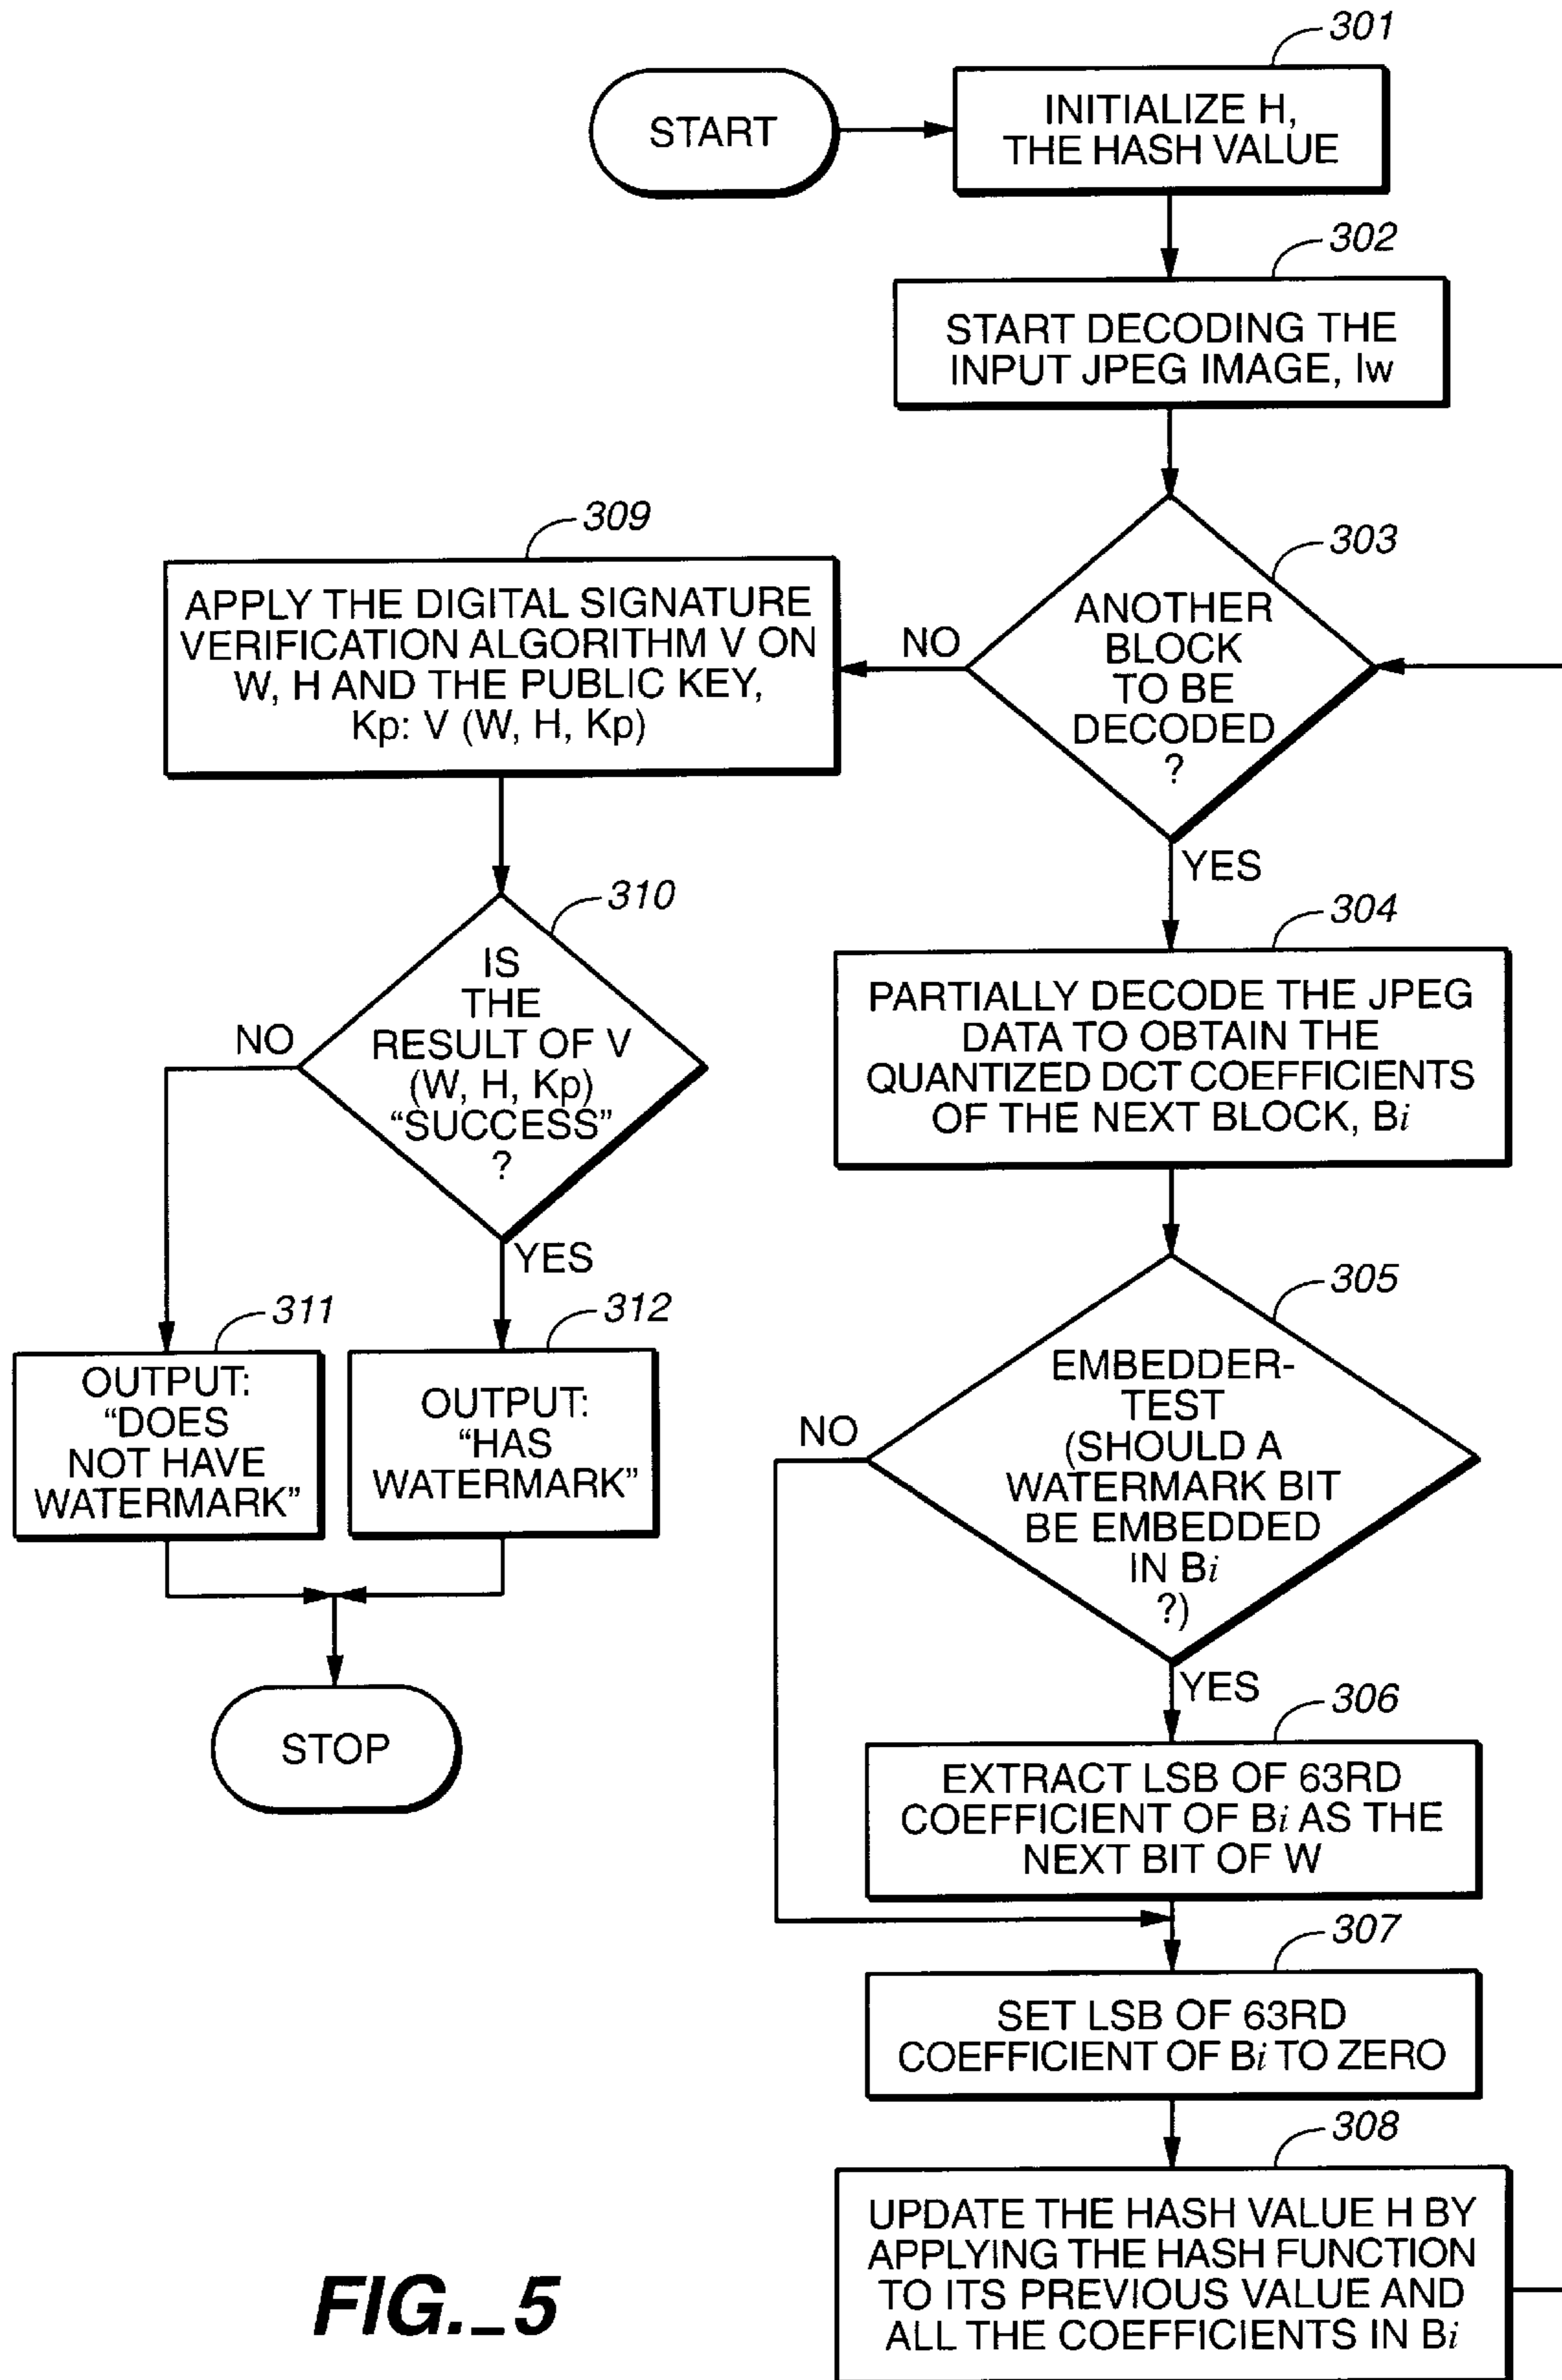 301
START
INITIALIZE H,
THE HASH VALUE
302
START DECODING THE
INPUT JPEG IMAGE, Iw
303
ANOTHER
BLOCK
TO BE
DECODED
?
NO
YES
309
APPLY THE DIGITAL SIGNATURE
VERIFICATION ALGORITHM V ON
W, H AND THE PUBLIC KEY,
Kp: V (W, H, Kp)
310
IS
THE
RESULT OF V
(W, H, Kp)
“SUCCESS”
?
NO
YES
311
OUTPUT:
“DOES
NOT HAVE
WATERMARK”
312
OUTPUT:
“HAS
WATERMARK”
STOP
304
PARTIALLY DECODE THE JPEG
DATA TO OBTAIN THE
QUANTIZED DCT COEFFICIENTS
OF THE NEXT BLOCK, Bi
305
EMBEDDER-
TEST
(SHOULD A
WATERMARK BIT
BE EMBEDDED
IN Bi
?)
NO
YES
306
EXTRACT LSB OF 63RD
COEFFICIENT OF Bi AS THE
NEXT BIT OF W
307
SET LSB OF 63RD
COEFFICIENT OF Bi TO ZERO
308
UPDATE THE HASH VALUE H BY
APPLYING THE HASH FUNCTION
TO ITS PREVIOUS VALUE AND
ALL THE COEFFICIENTS IN Bi
FIG._5